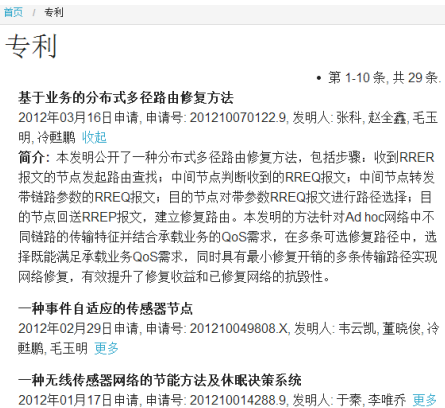 首页 / 专利
专利
• 第 1-10 条, 共 29 条.
基于业务的分布式多径路由修复方法
2012年03月16日申请, 申请号: 201210070122.9, 发明人: 张科, 赵全鑫, 毛玉
明, 冷甦鹏 收起
简介：本发明公开了一种分布式多径路由修复方法，包括步骤：收到RRER
报文的节点发起路由查找；中间节点判断收到的RREQ报文；中间节点转发
带链路参数的RREQ报文；目的节点对带参数RREQ报文进行路径选择；目
的节点回送RREP报文，建立修复路由。本发明的方法针对Ad hoc网络中不
同链路的传输特征并结合承载业务的QoS需求，在多条可选修复路径中，选
择既能满足承载业务QoS需求，同时具有最小修复开销的多条传输路径实现
网络修复，有效提升了修复收益和已修复网络的抗毁性。
一种事件自适应的传感器节点
2012年02月29日申请, 申请号: 201210049808.X, 发明人: 韦云凯, 董晓俊, 冷
甦鹏, 毛玉明 更多
一种无线传感器网络的节能方法及休眠决策系统
2012年01月17日申请, 申请号: 201210014288.9, 发明人: 于秦, 李唯乔 更多